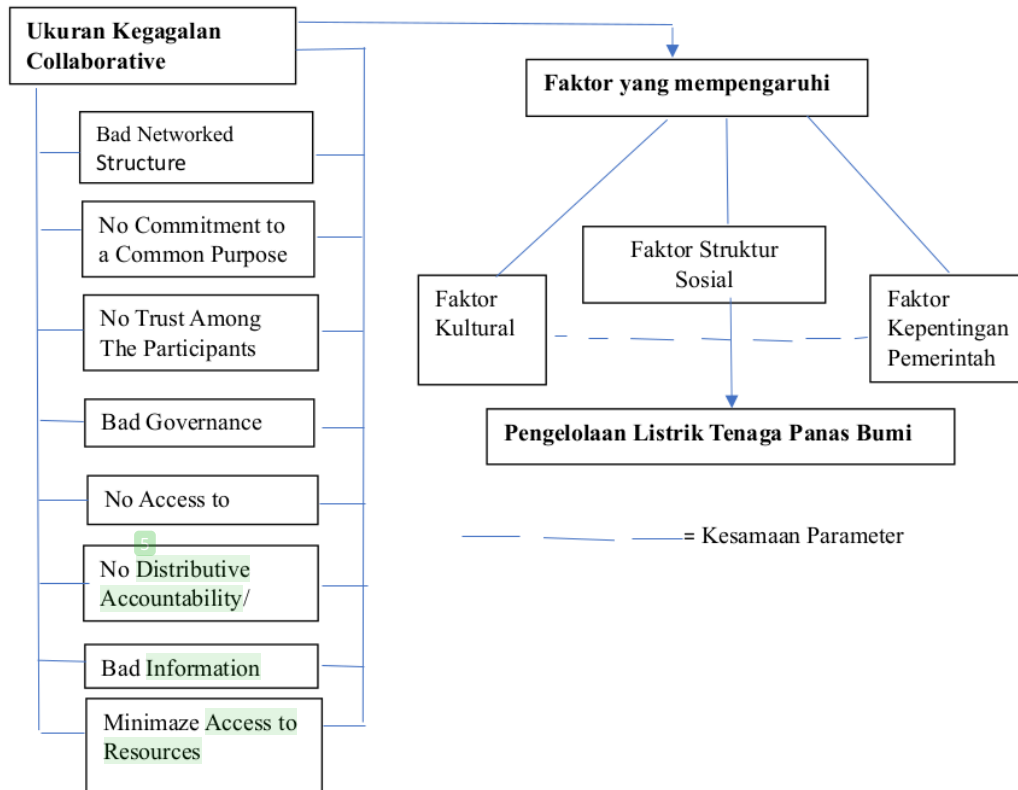 Ukuran Kegagalan
Collaborative
Bad Networked
Structure
No Commitment to
a Common Purpose
No Trust Among
The Participants
Bad Governance
No Access to
5
No Distributive
Accountability/
Bad Information
Minimaze Access to
Resources
Faktor yang mempengaruhi
Faktor Struktur
Sosial
Faktor
Kultural
Faktor
Kepentingan
Pemerintah
Pengelolaan Listrik Tenaga Panas Bumi
= Kesamaan Parameter